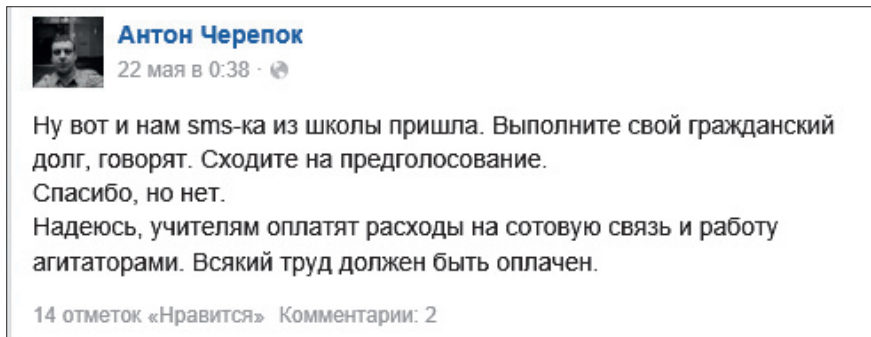 Антон Черепок
22 мая в 0:38 ·
Ну вот и нам sms-ка из школы пришла. Выполните свой гражданский
долг, говорят. Сходите на предголосование.
Спасибо, но нет.
Надеюсь, учителям оплатят расходы на сотовую связь и работу
агитаторами. Всякий труд должен быть оплачен.
14 отметок «Нравится» Комментарии: 2